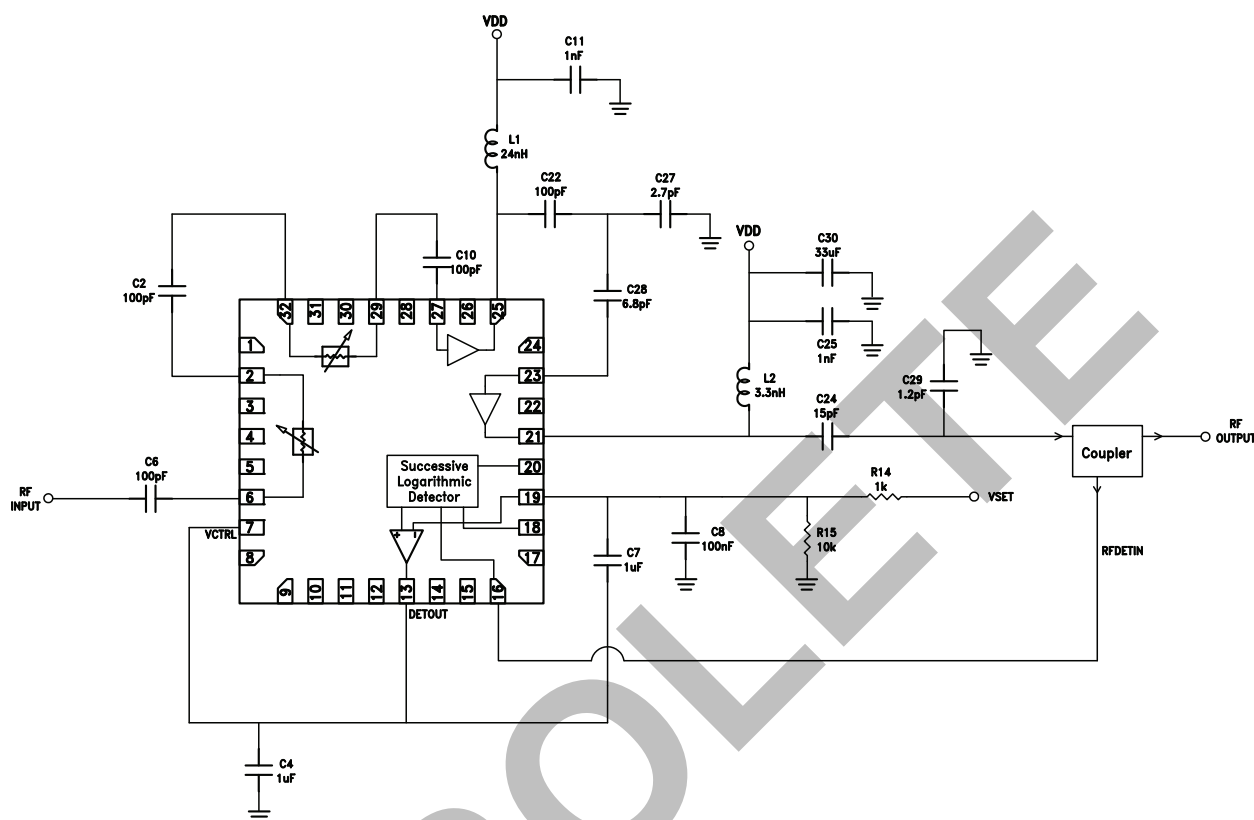 VDD
C11
1nF
L1
24nH
C22
100pF
C27
2.7pF
C10
100pF
C2
100pF
C28
6.8pF
VDD
C30
33uF
C25
1nF
L2
3.3nH
C24
15pF
C29
1.2pF
RF
OUTPUT
Coupler
32
31
30
29
28
27
26
25
1
2
3
4
5
6
7
8
24
23
22
21
20
19
18
17
9
10
11
12
13
14
15
16
C6
100pF
RF
INPUT
VCTRL
Successive
Logarithmic
Detector
+
-
DETOUT
R14
1k
VSET
C8
100nF
R15
10k
C7
1uF
RFDETIN
C4
1uF
OLETE